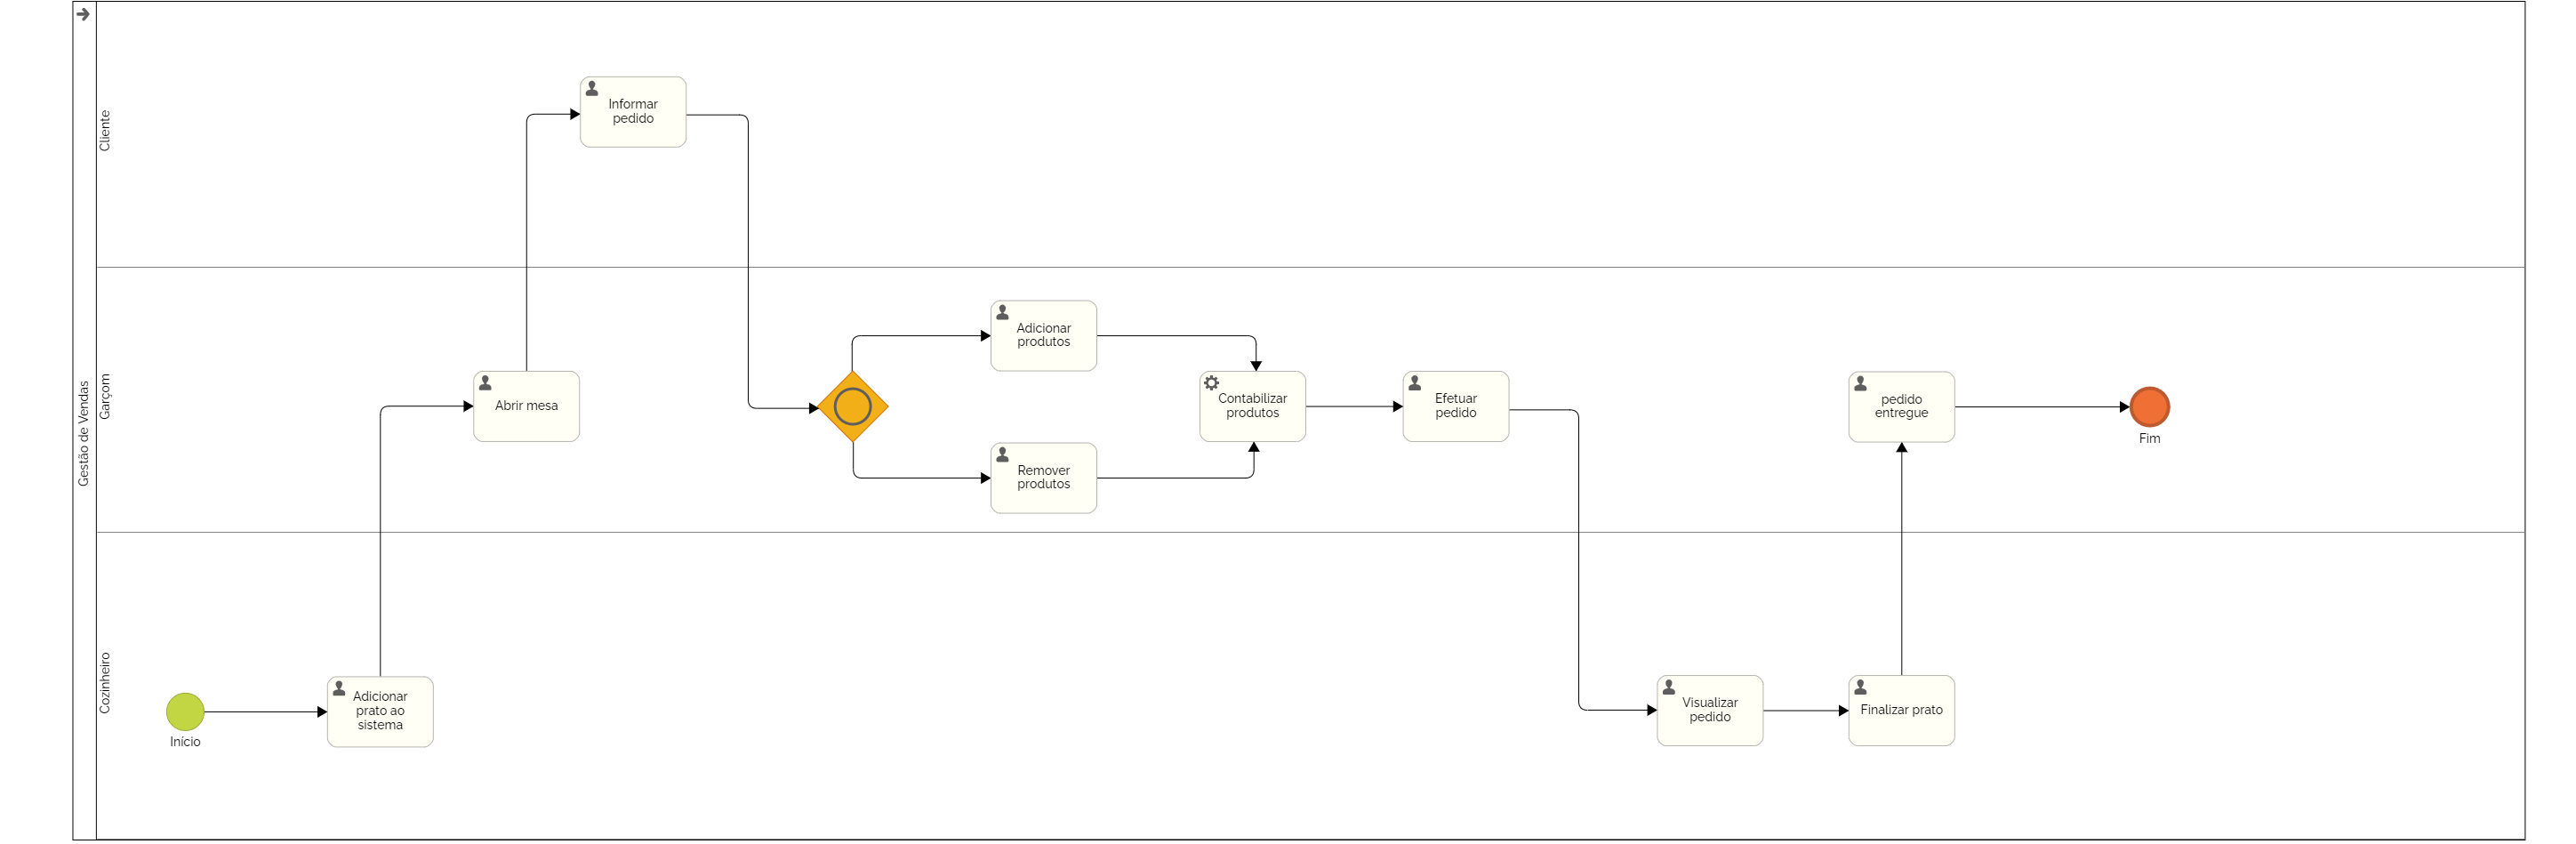 Gestão de Vendas
Cliente
Informar
pedido
Garçom
Abrir mesa
Adicionar
produtos
Remover
produtos
Contabilizar
produtos
Efetuar
pedido
pedido
entregue
Fim
Cozinheiro
Início
Adicionar
prato ao
sistema
Visualizar
pedido
Finalizar prato